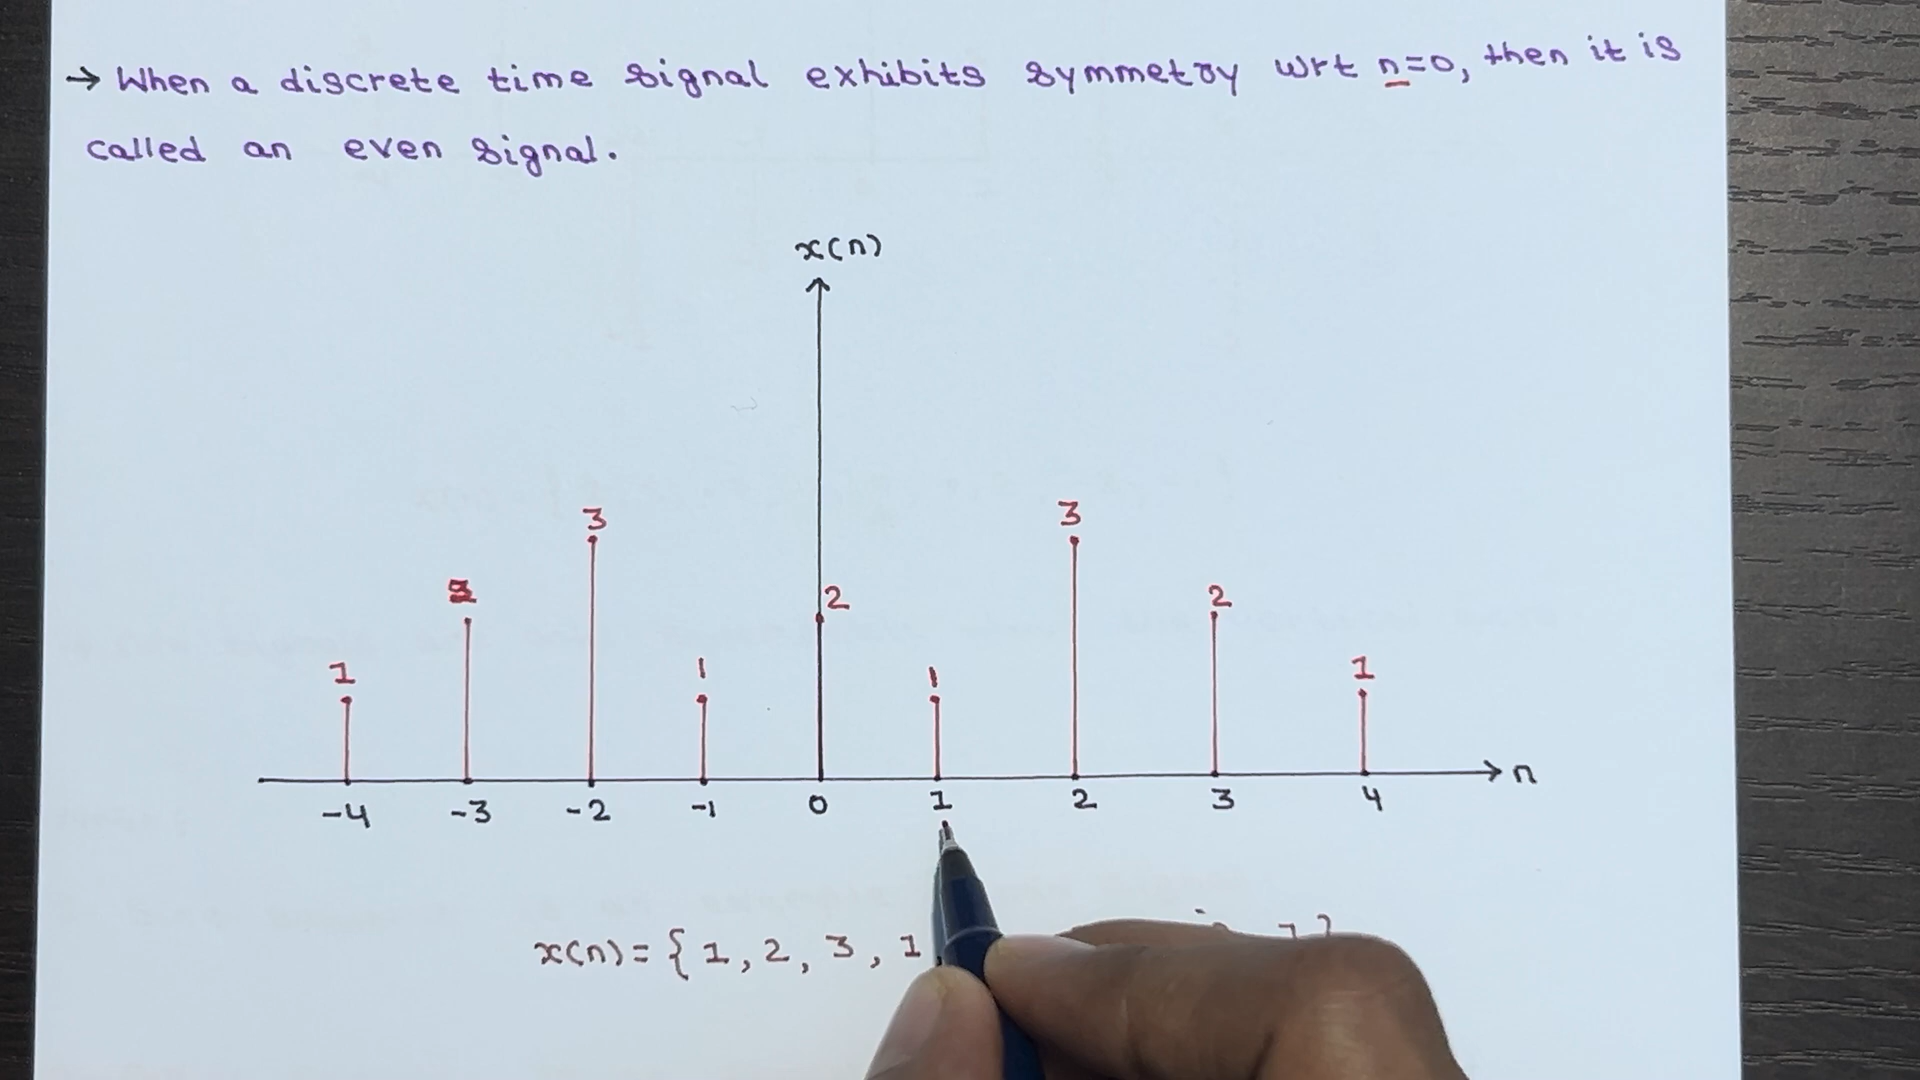 → When a discrete time signal exhibits symmetry wrt n=0, then it is
called an even signal.
x(n)
3 3
2 2
1 1 1 1
n
-4 -3 -2 -1 0 1 2 3 4
x(n) = { 1, 2, 3, 1